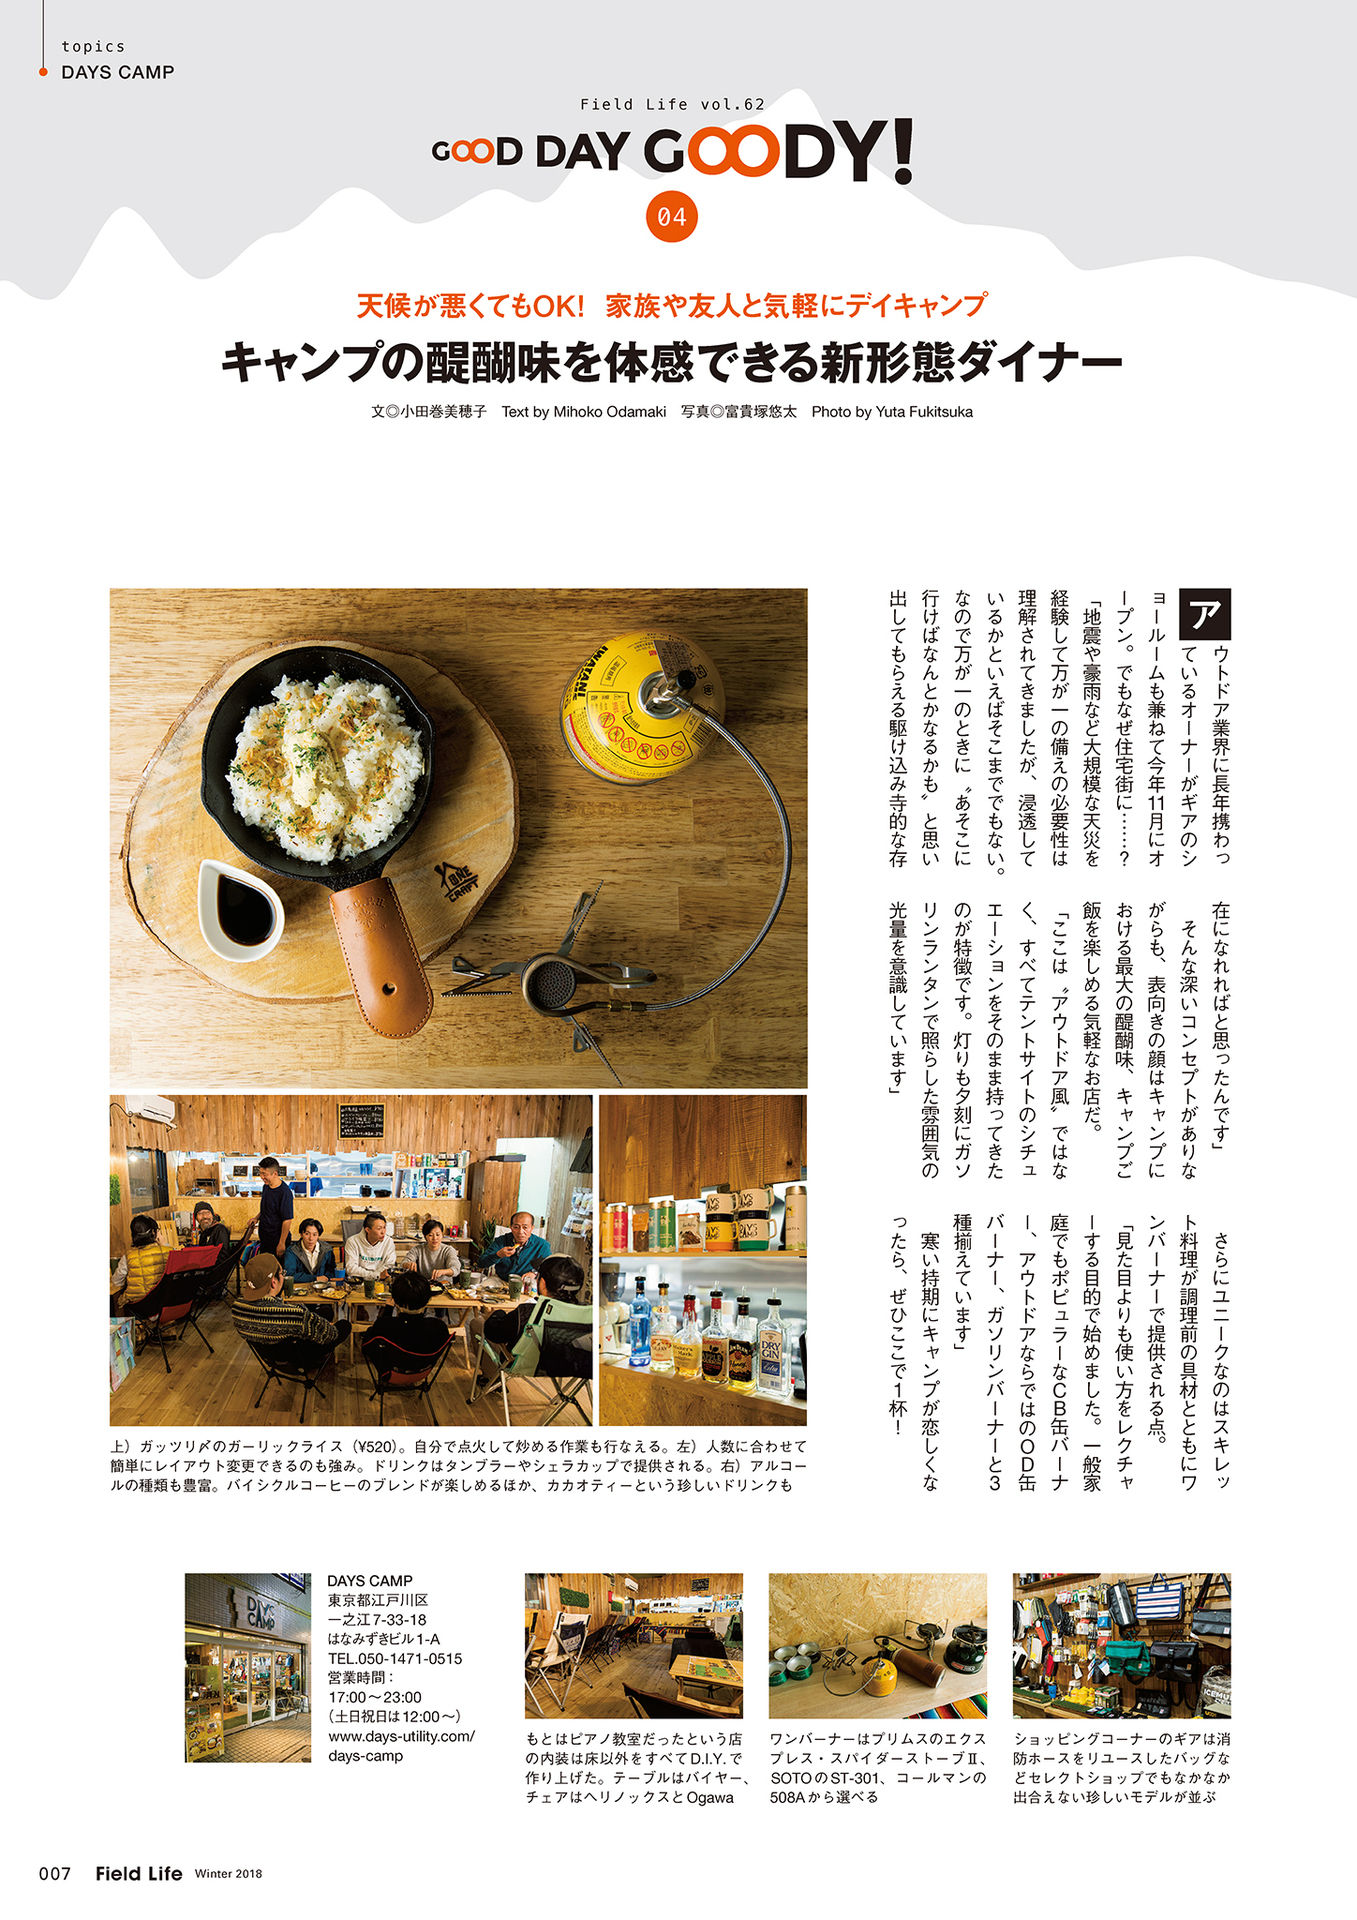 topics
DAYS CAMP
Field Life vol.62
GOOD DAY GOODY!
04
天候が悪くてもOK! 家族や友人と気軽にデイキャンプ
キャンプの醍醐味を体感できる新形態ダイナー
文◎小田巻美穂子 Text by Mihoko Odamaki 写真◎富貴塚悠太 Photo by Yuta Fukitsuka
アウトドア業界に長年携わっ
ているオーナーがギアのシ
ョールームも兼ねて今年11月にオ
ープン。でもなぜ住宅街に……?
「地震や豪雨など大規模な天災を
経験して万が一の備えの必要性は
理解されてきましたが、浸透して
いるかといえばそこまででもない。
なので万が一のときに〝あそこに
行けばなんとかなるかも〟と思い
出してもらえる駆け込み寺的な存
在になれればと思ったんです」
そんな深いコンセプトがありな
がらも、表向きの顔はキャンプに
おける最大の醍醐味、キャンプご
飯を楽しめる気軽なお店だ。
「ここは〝アウトドア風〟ではな
く、すべてテントサイトのシチュ
エーションをそのまま持ってきた
のが特徴です。灯りも夕刻にガソ
リンランタンで照らした雰囲気の
光量を意識しています」
さらにユニークなのはスキレッ
ト料理が調理前の具材とともにワ
ンバーナーで提供される点。
「見た目よりも使い方をレクチャ
ーする目的で始めました。一般家
庭でもポピュラーなCB缶バーナ
ー、アウトドアならではのOD缶
バーナー、ガソリンバーナーと3
種揃えています」
寒い持期にキャンプが恋しくな
ったら、ぜひここで1杯!
IWATANI
ONE
CRAFT
DAYS
CAMP
DRY
GIN
上）ガッツリ〆のガーリックライス（¥520）。自分で点火して炒める作業も行なえる。左）人数に合わせて
簡単にレイアウト変更できるのも強み。ドリンクはタンブラーやシェラカップで提供される。右）アルコー
ルの種類も豊富。バイシクルコーヒーのブレンドが楽しめるほか、カカオティーという珍しいドリンクも
DAYS
CAMP
DAYS CAMP
東京都江戸川区
一之江7-33-18
はなみずきビル1-A
TEL.050-1471-0515
営業時間：
17:00～23:00
（土日祝日は12:00～）
www.days-utility.com/
days-camp
もとはピアノ教室だったという店
の内装は床以外をすべてD.I.Y.で
作り上げた。テーブルはバイヤー、
チェアはヘリノックスとOgawa
ワンバーナーはプリムスのエクス
プレス・スパイダーストーブⅡ、
SOTOのST-301、コールマンの
508Aから選べる
ショッピングコーナーのギアは消
防ホースをリユースしたバッグな
どセレクトショップでもなかなか
出合えない珍しいモデルが並ぶ
007 Field Life Winter 2018